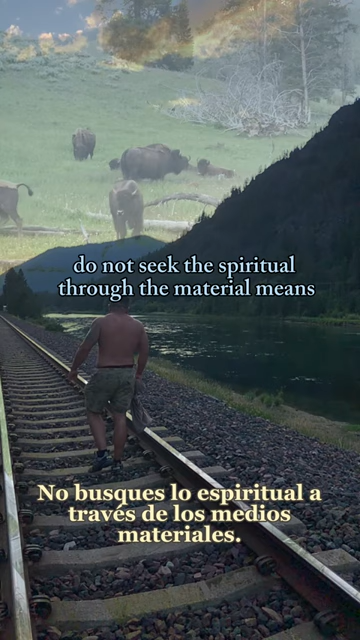 do not seek the spiritual
through the material means
No busques lo espiritual a
través de los medios
materiales.